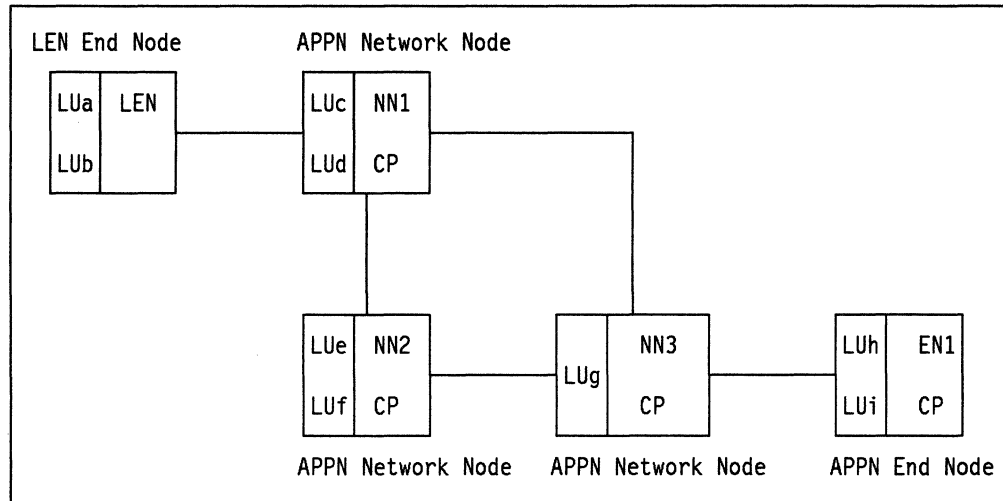 LEN End Node
APPN Network Node
LUa LEN
LUb
LUc NN1
LUd CP
LUe NN2
LUf CP
NN3
LUg
CP
LUh EN1
LUi CP
APPN Network Node
APPN Network Node
APPN End Node